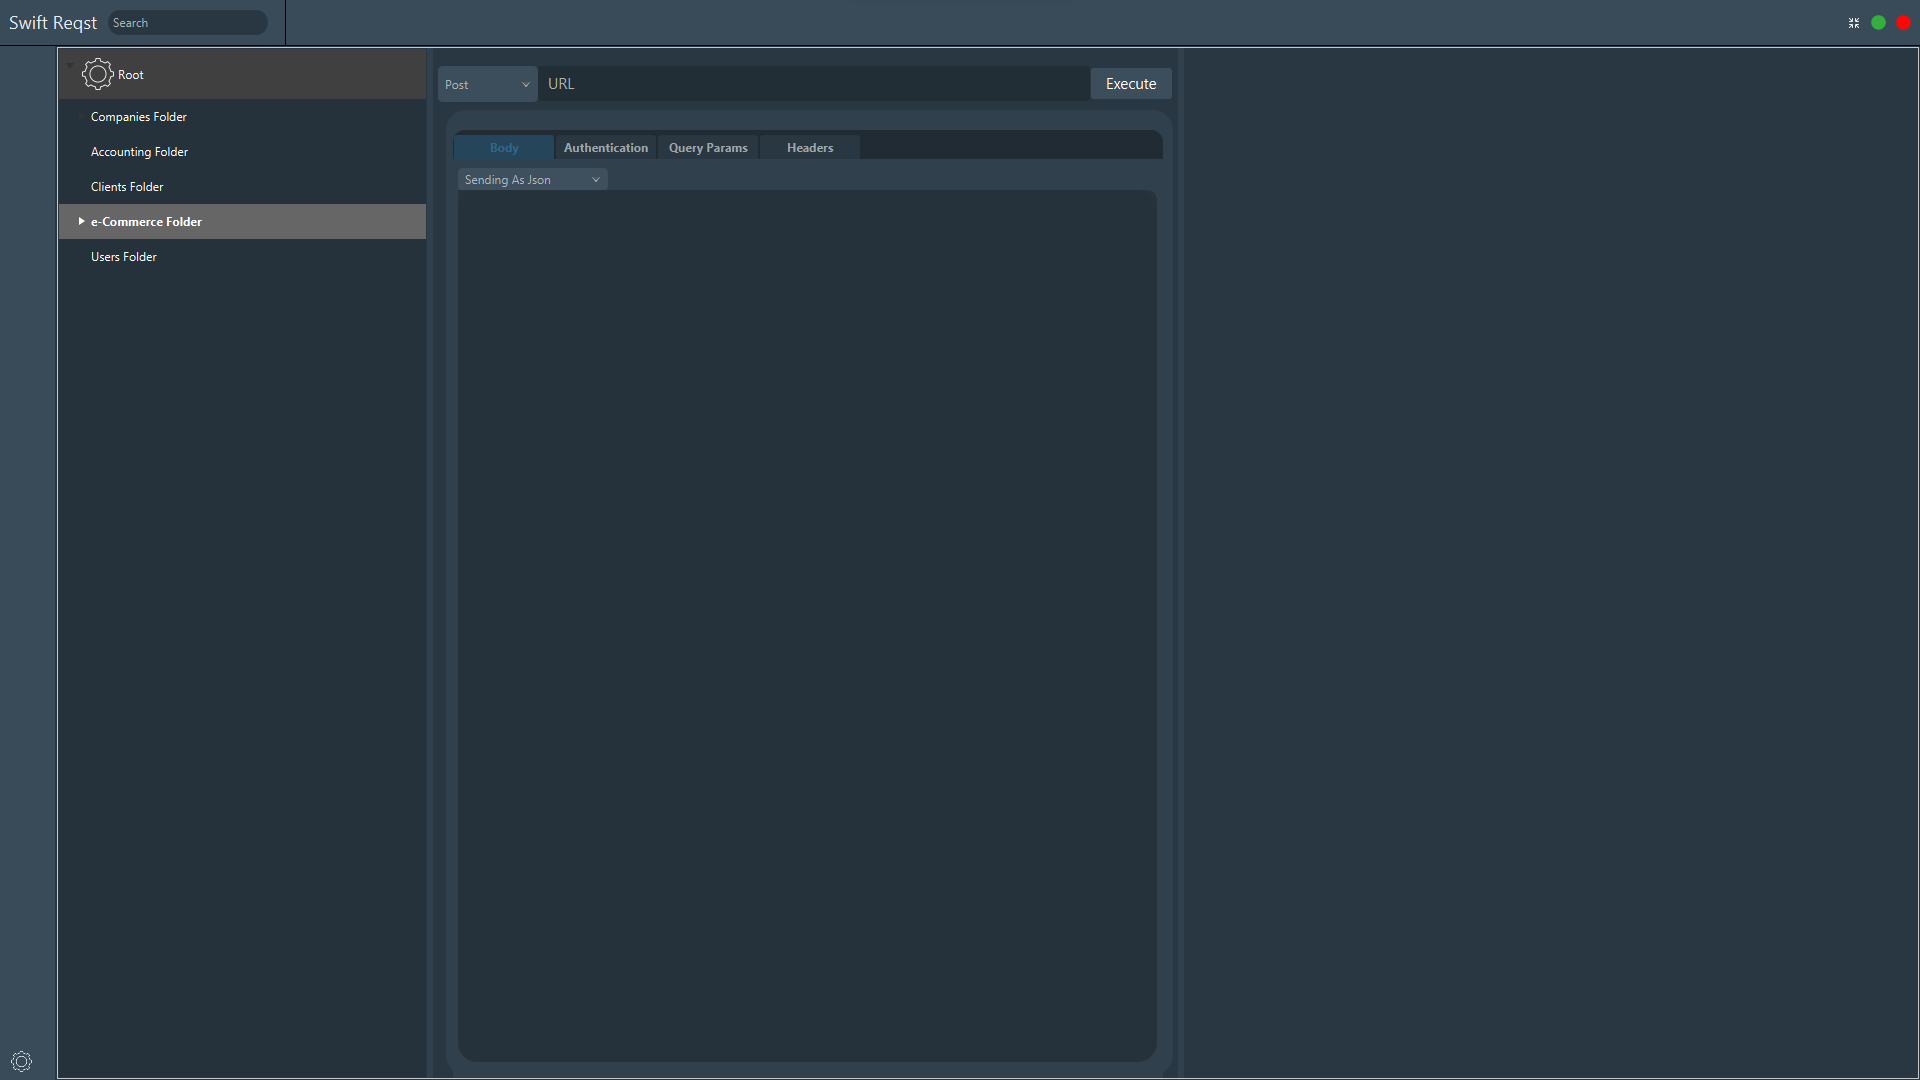 Swift Reqst
Search
Root
Companies Folder
Accounting Folder
Clients Folder
e-Commerce Folder
Users Folder
Post
URL
Execute
Body
Authentication
Query Params
Headers
Sending As Json